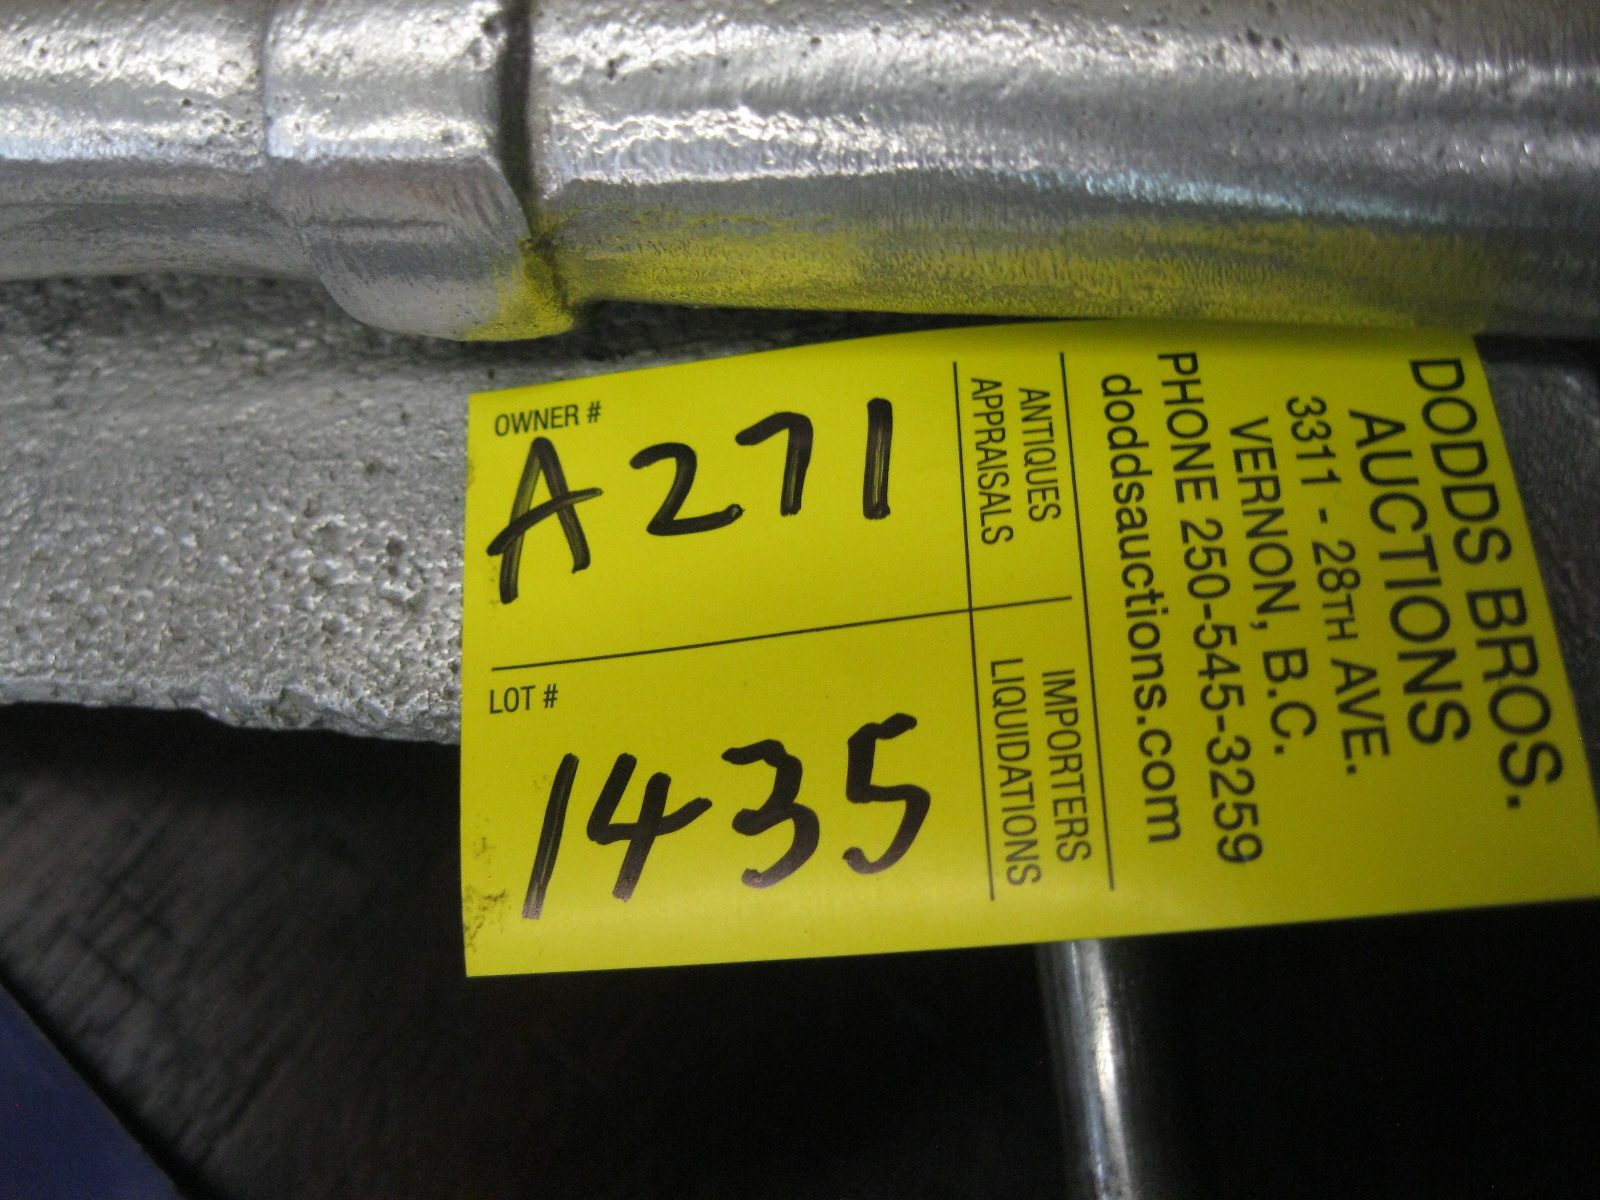 DODDS BROS.
AUCTIONS
3311 - 28TH AVE.
VERNON, B.C.
PHONE 250-545-3259
doddsauctions.com
ANTIQUES
APPRAISALS
IMPORTERS
LIQUIDATIONS
OWNER #
A271
LOT #
1435